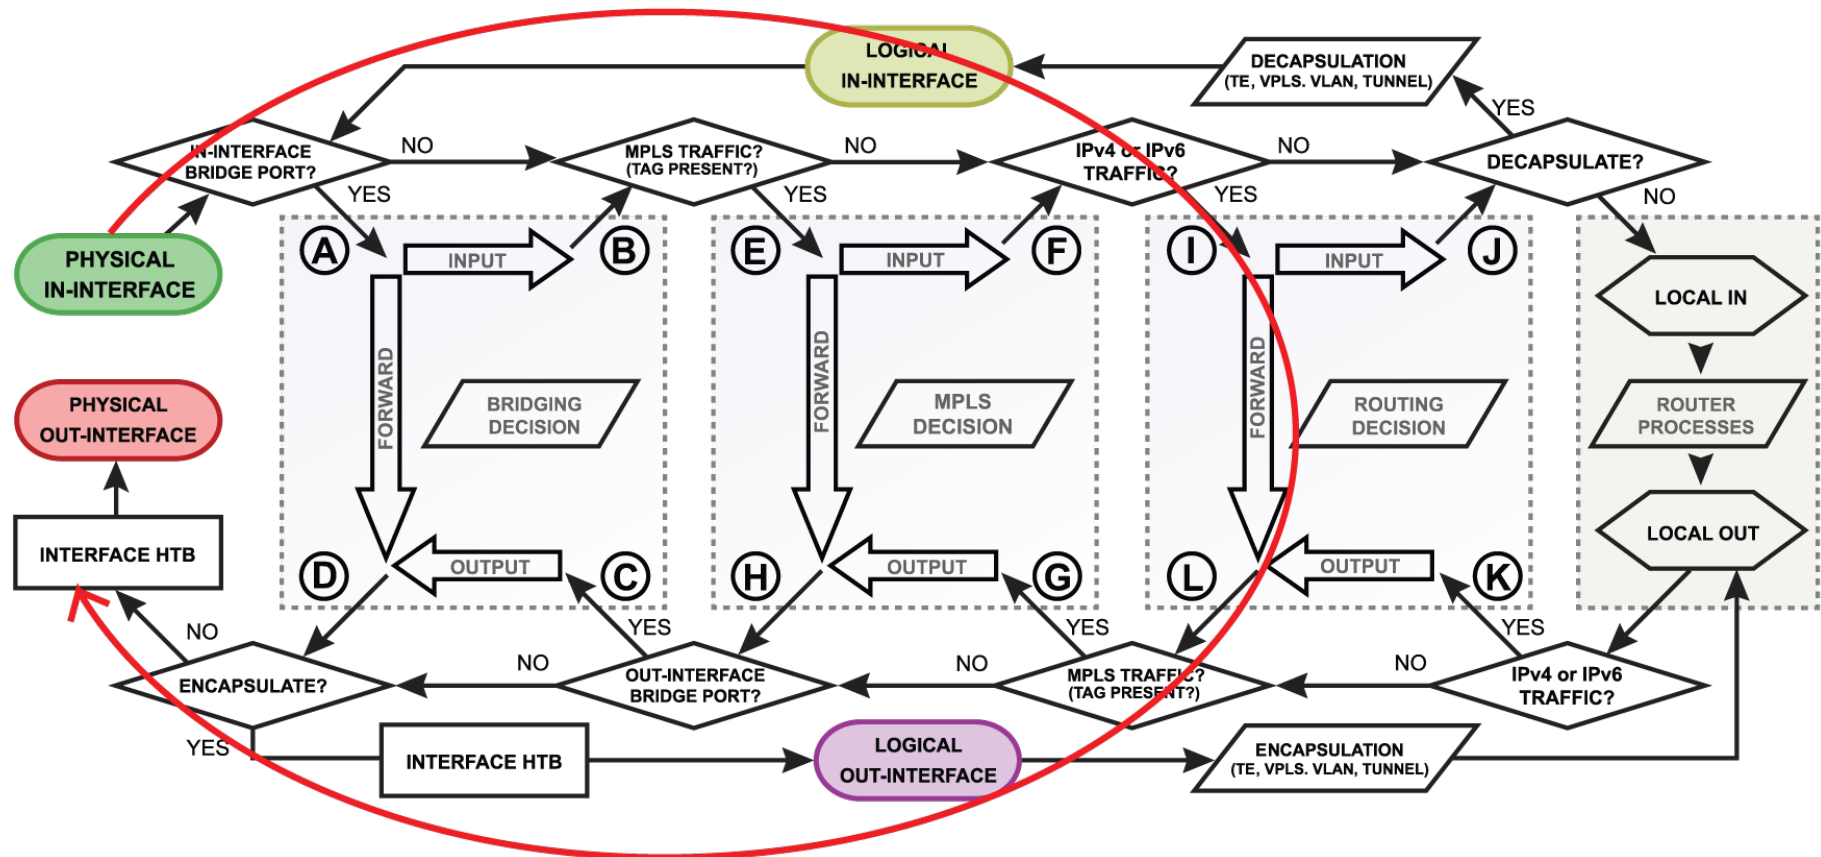 LOGICAL
IN-INTERFACE
DECAPSULATION
(TE, VPLS. VLAN, TUNNEL)
YES
IN-INTERFACE
BRIDGE PORT?
NO
MPLS TRAFFIC?
(TAG PRESENT?)
NO
IPv4 or IPv6
TRAFFIC?
NO
DECAPSULATE?
YES
YES
YES
NO
PHYSICAL
IN-INTERFACE
A
INPUT
B
E
INPUT
F
I
INPUT
J
LOCAL IN
FORWARD
FORWARD
FORWARD
PHYSICAL
OUT-INTERFACE
BRIDGING
DECISION
MPLS
DECISION
ROUTING
DECISION
ROUTER
PROCESSES
INTERFACE HTB
LOCAL OUT
D
OUTPUT
C
H
OUTPUT
G
L
OUTPUT
K
NO
YES
YES
YES
ENCAPSULATE?
NO
OUT-INTERFACE
BRIDGE PORT?
NO
MPLS TRAFFIC?
(TAG PRESENT?)
NO
IPv4 or IPv6
TRAFFIC?
YES
INTERFACE HTB
LOGICAL
OUT-INTERFACE
ENCAPSULATION
(TE, VPLS. VLAN, TUNNEL)